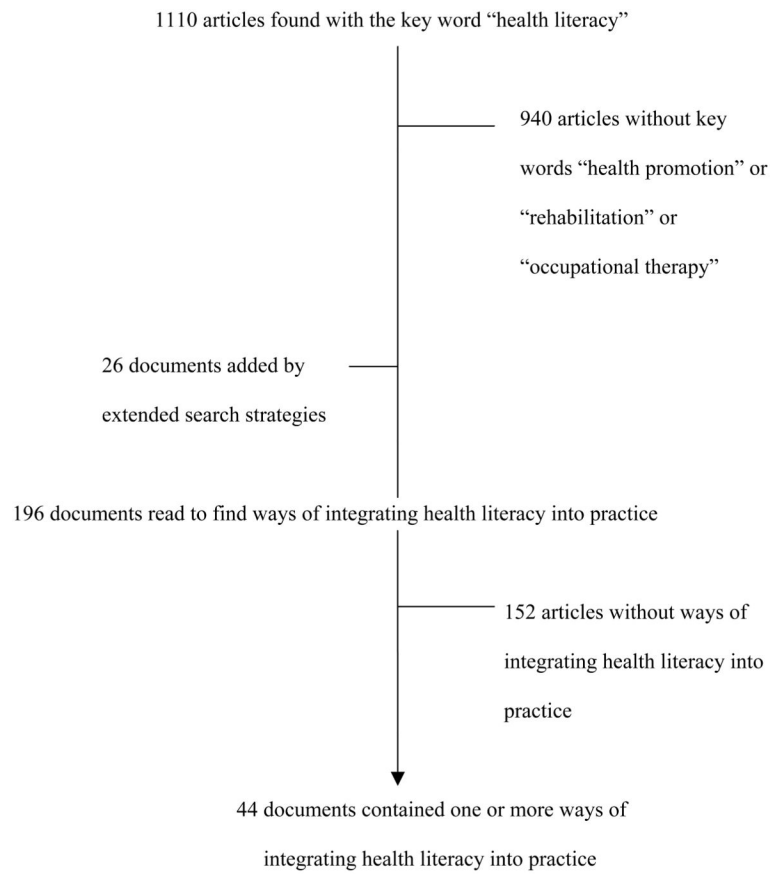 1110 articles found with the key word “health literacy”
940 articles without key
words “health promotion” or
“rehabilitation” or
“occupational therapy”
26 documents added by
extended search strategies
196 documents read to find ways of integrating health literacy into practice
152 articles without ways of
integrating health literacy into
practice
44 documents contained one or more ways of
integrating health literacy into practice